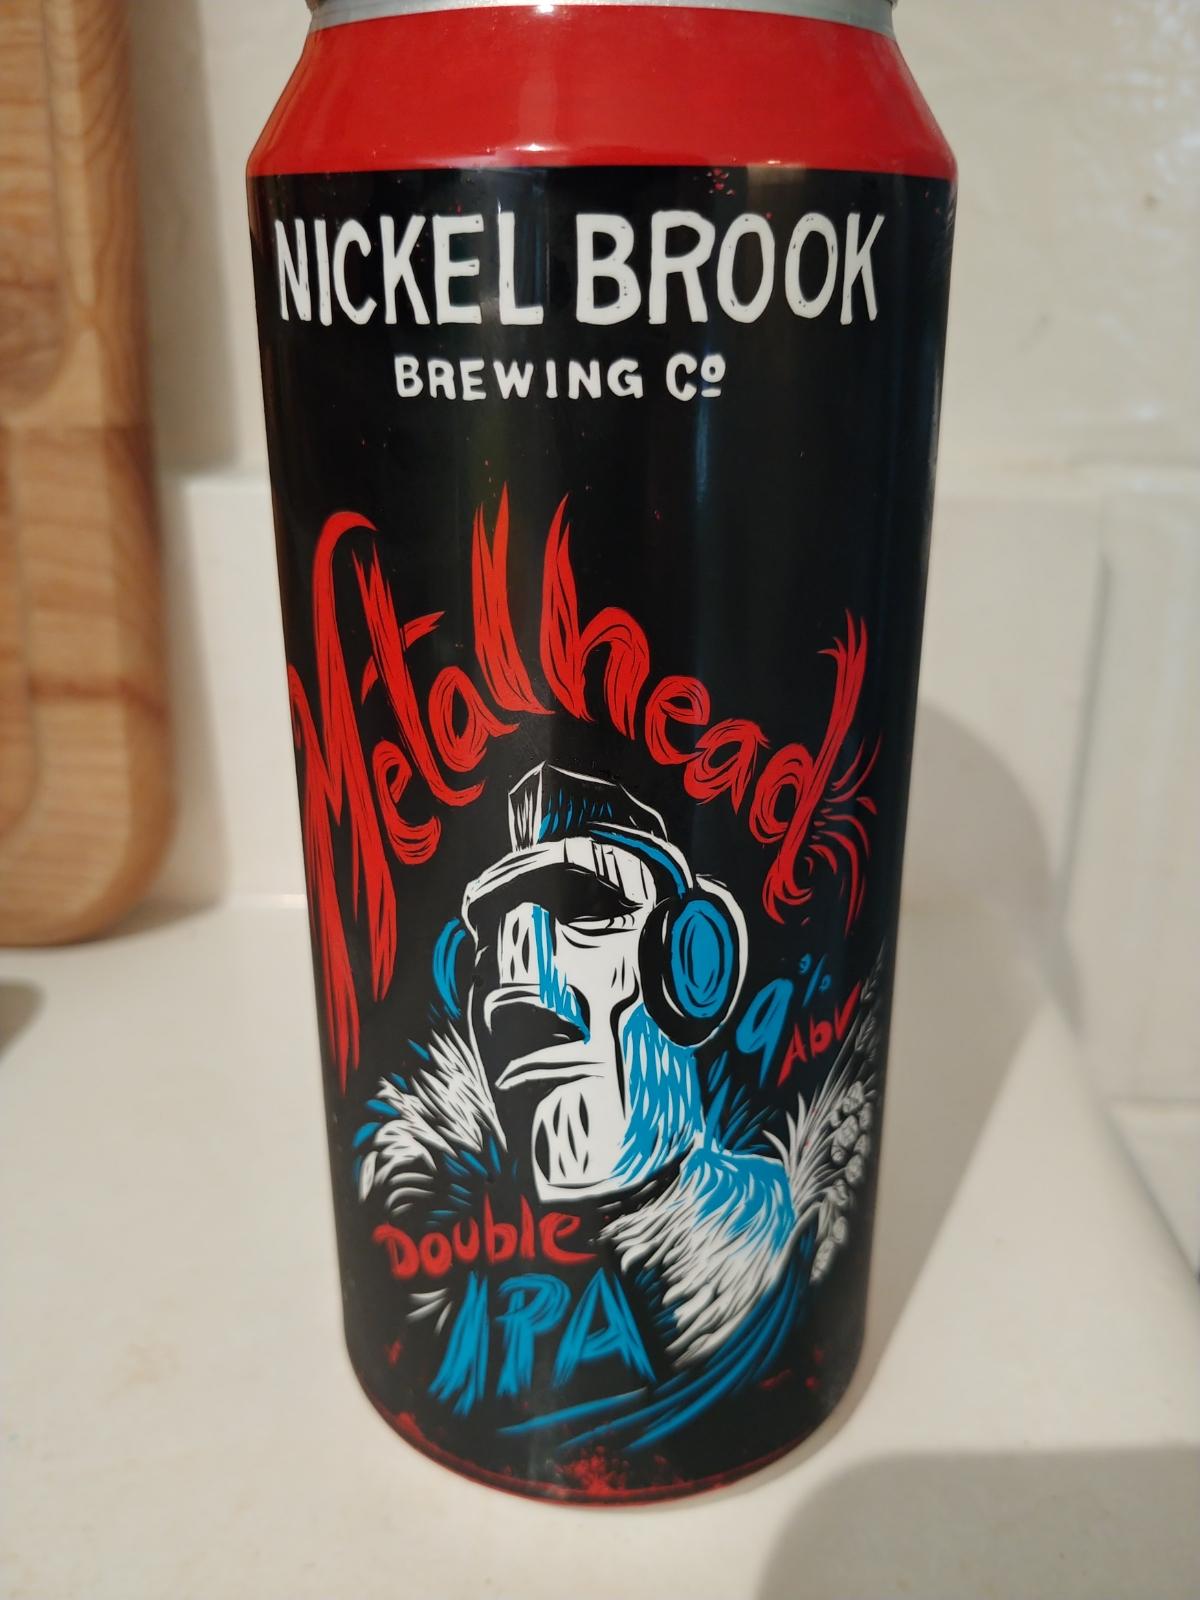 NICKEL BROOK
BREWING Cº
Metalhead
9% Abv
Double
IPA